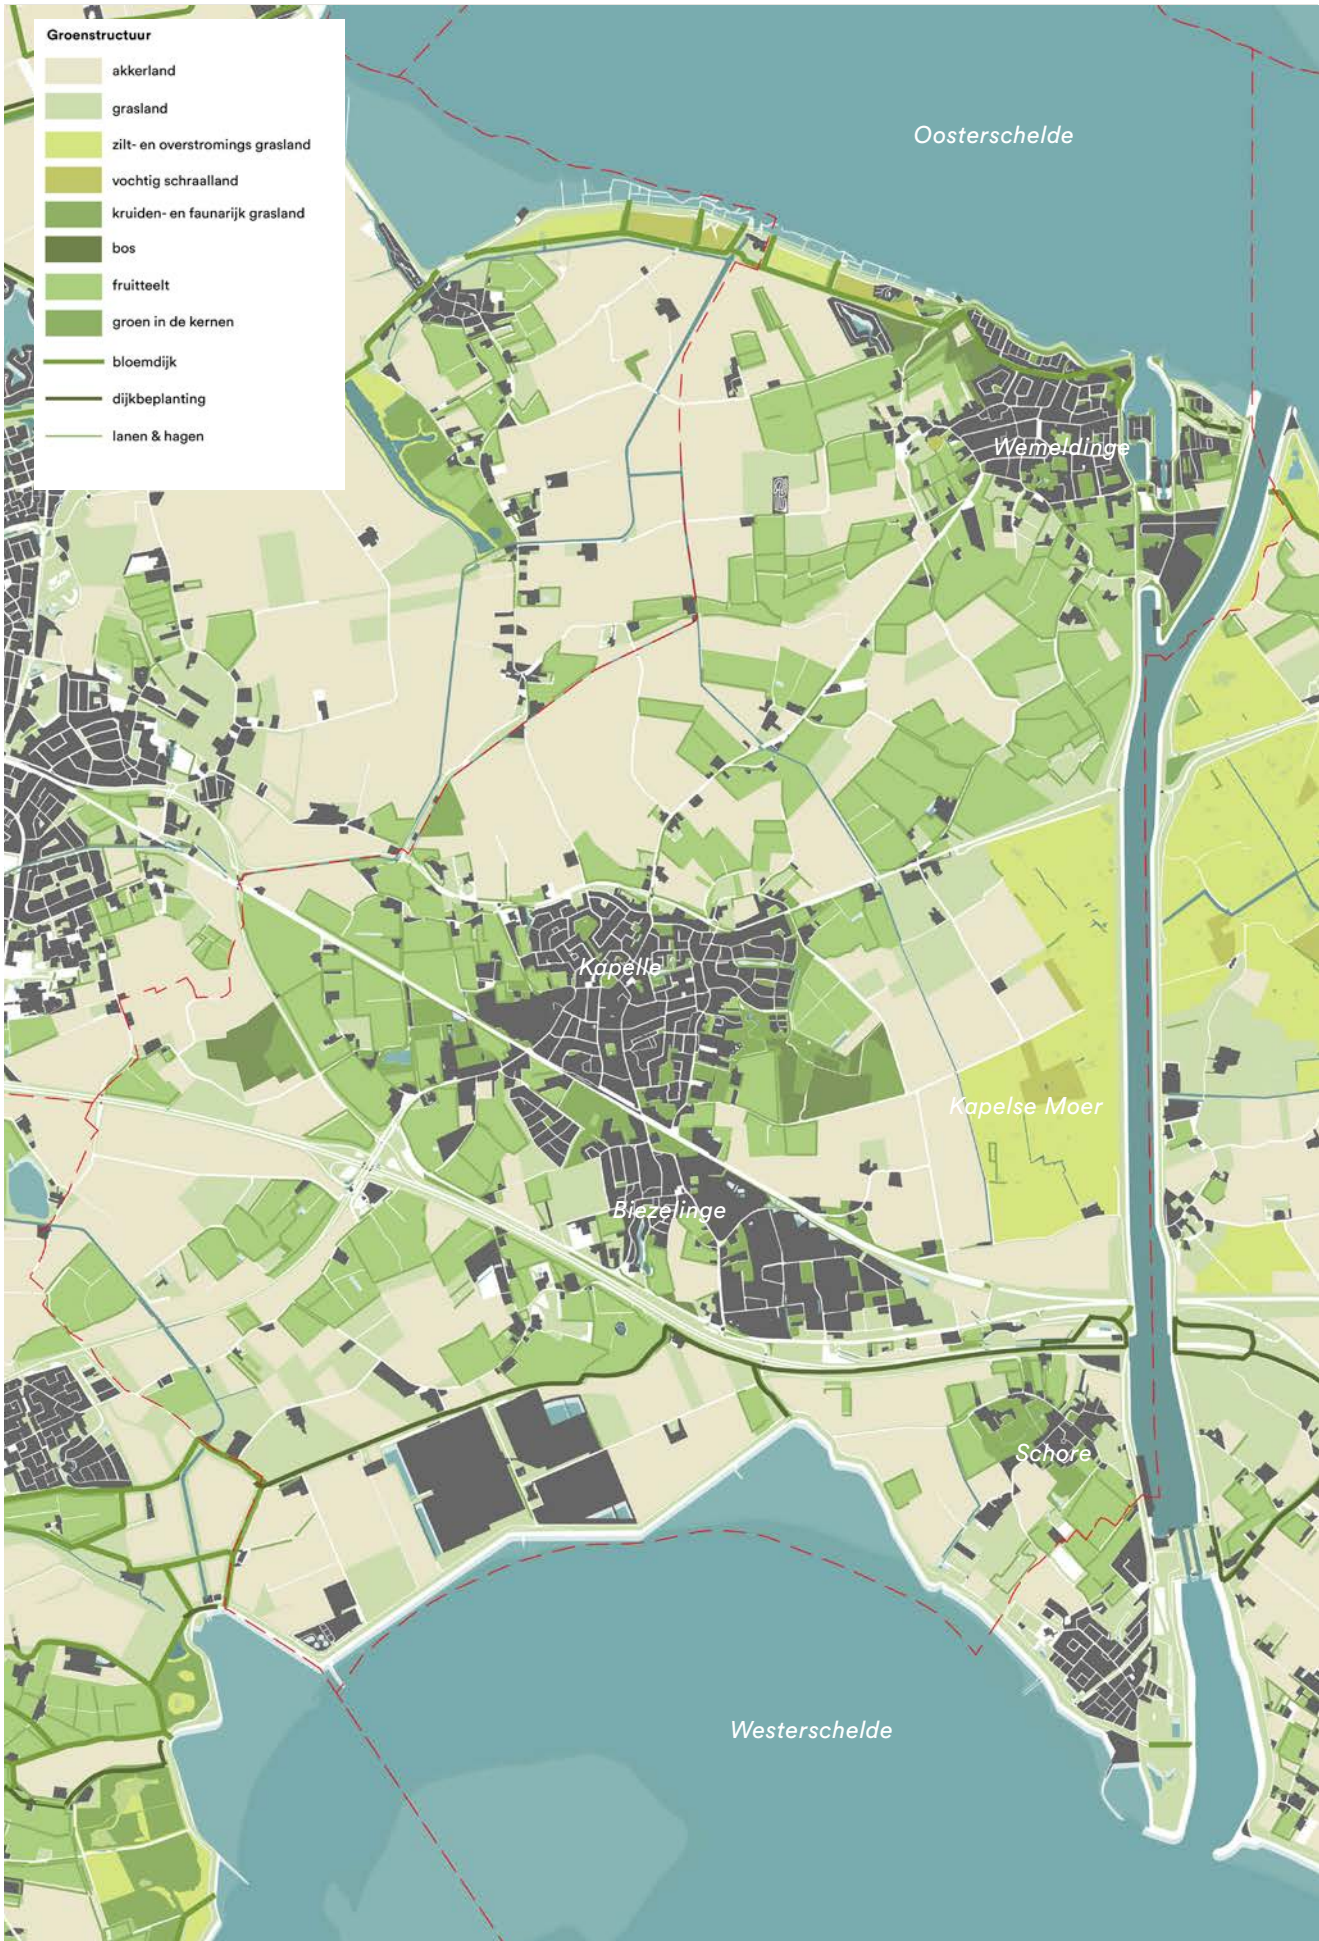 Groenstructuur
akkerland
grasland
zilt- en overstromings grasland
vochtig schraalland
kruiden- en faunarijk grasland
bos
fruitteelt
groen in de kernen
bloemdijk
dijkbeplanting
lanen & hagen
Oosterschelde
Wemeldinge
Kapelle
Kapelse Moer
Biezelinge
Schore
Westerschelde